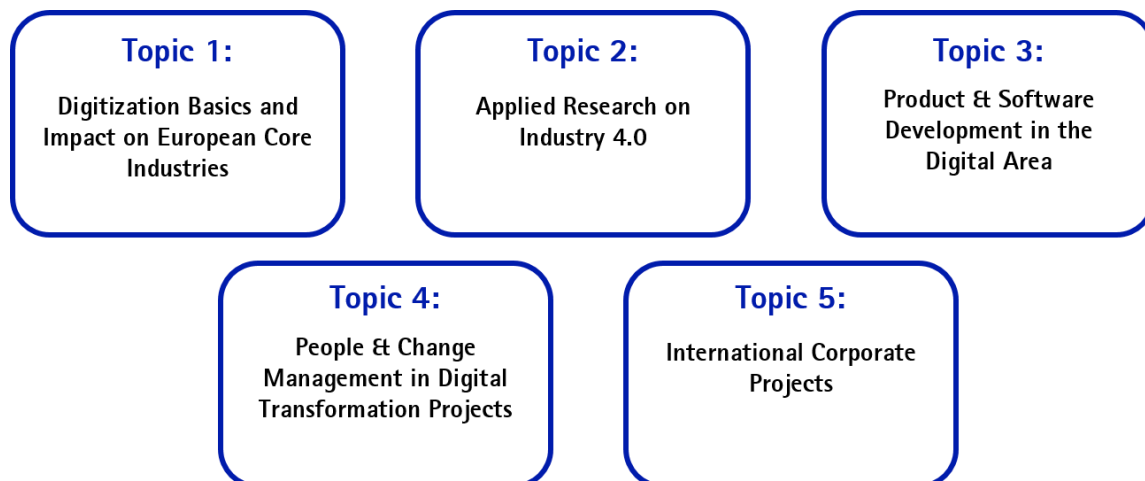 Topic 1:
Digitization Basics and
Impact on European Core
Industries
Topic 2:
Applied Research on
Industry 4.0
Topic 3:
Product & Software
Development in the
Digital Area
Topic 4:
People & Change
Management in Digital
Transformation Projects
Topic 5:
International Corporate
Projects